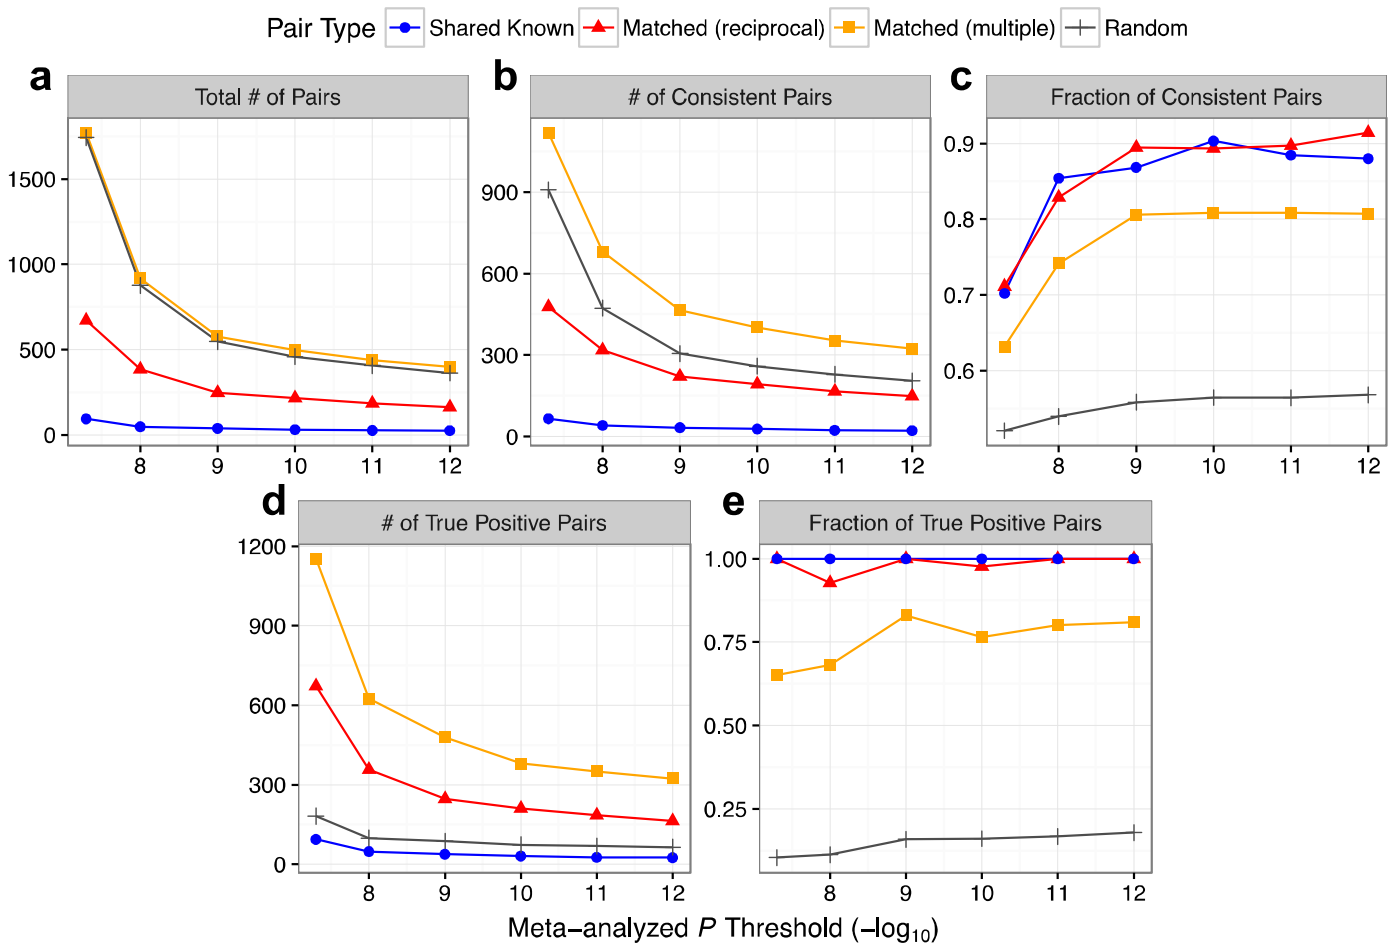 Pair Type Shared Known Matched (reciprocal) Matched (multiple) Random
a b c
Total # of Pairs # of Consistent Pairs Fraction of Consistent Pairs
1500
1000
500
0
8 9 10 11 12
900
600
300
0
8 9 10 11 12
0.9
0.8
0.7
0.6
8 9 10 11 12
d e
# of True Positive Pairs Fraction of True Positive Pairs
1200
900
600
300
0
8 9 10 11 12
1.00
0.75
0.50
0.25
8 9 10 11 12
Meta−analyzed P Threshold (−log10)